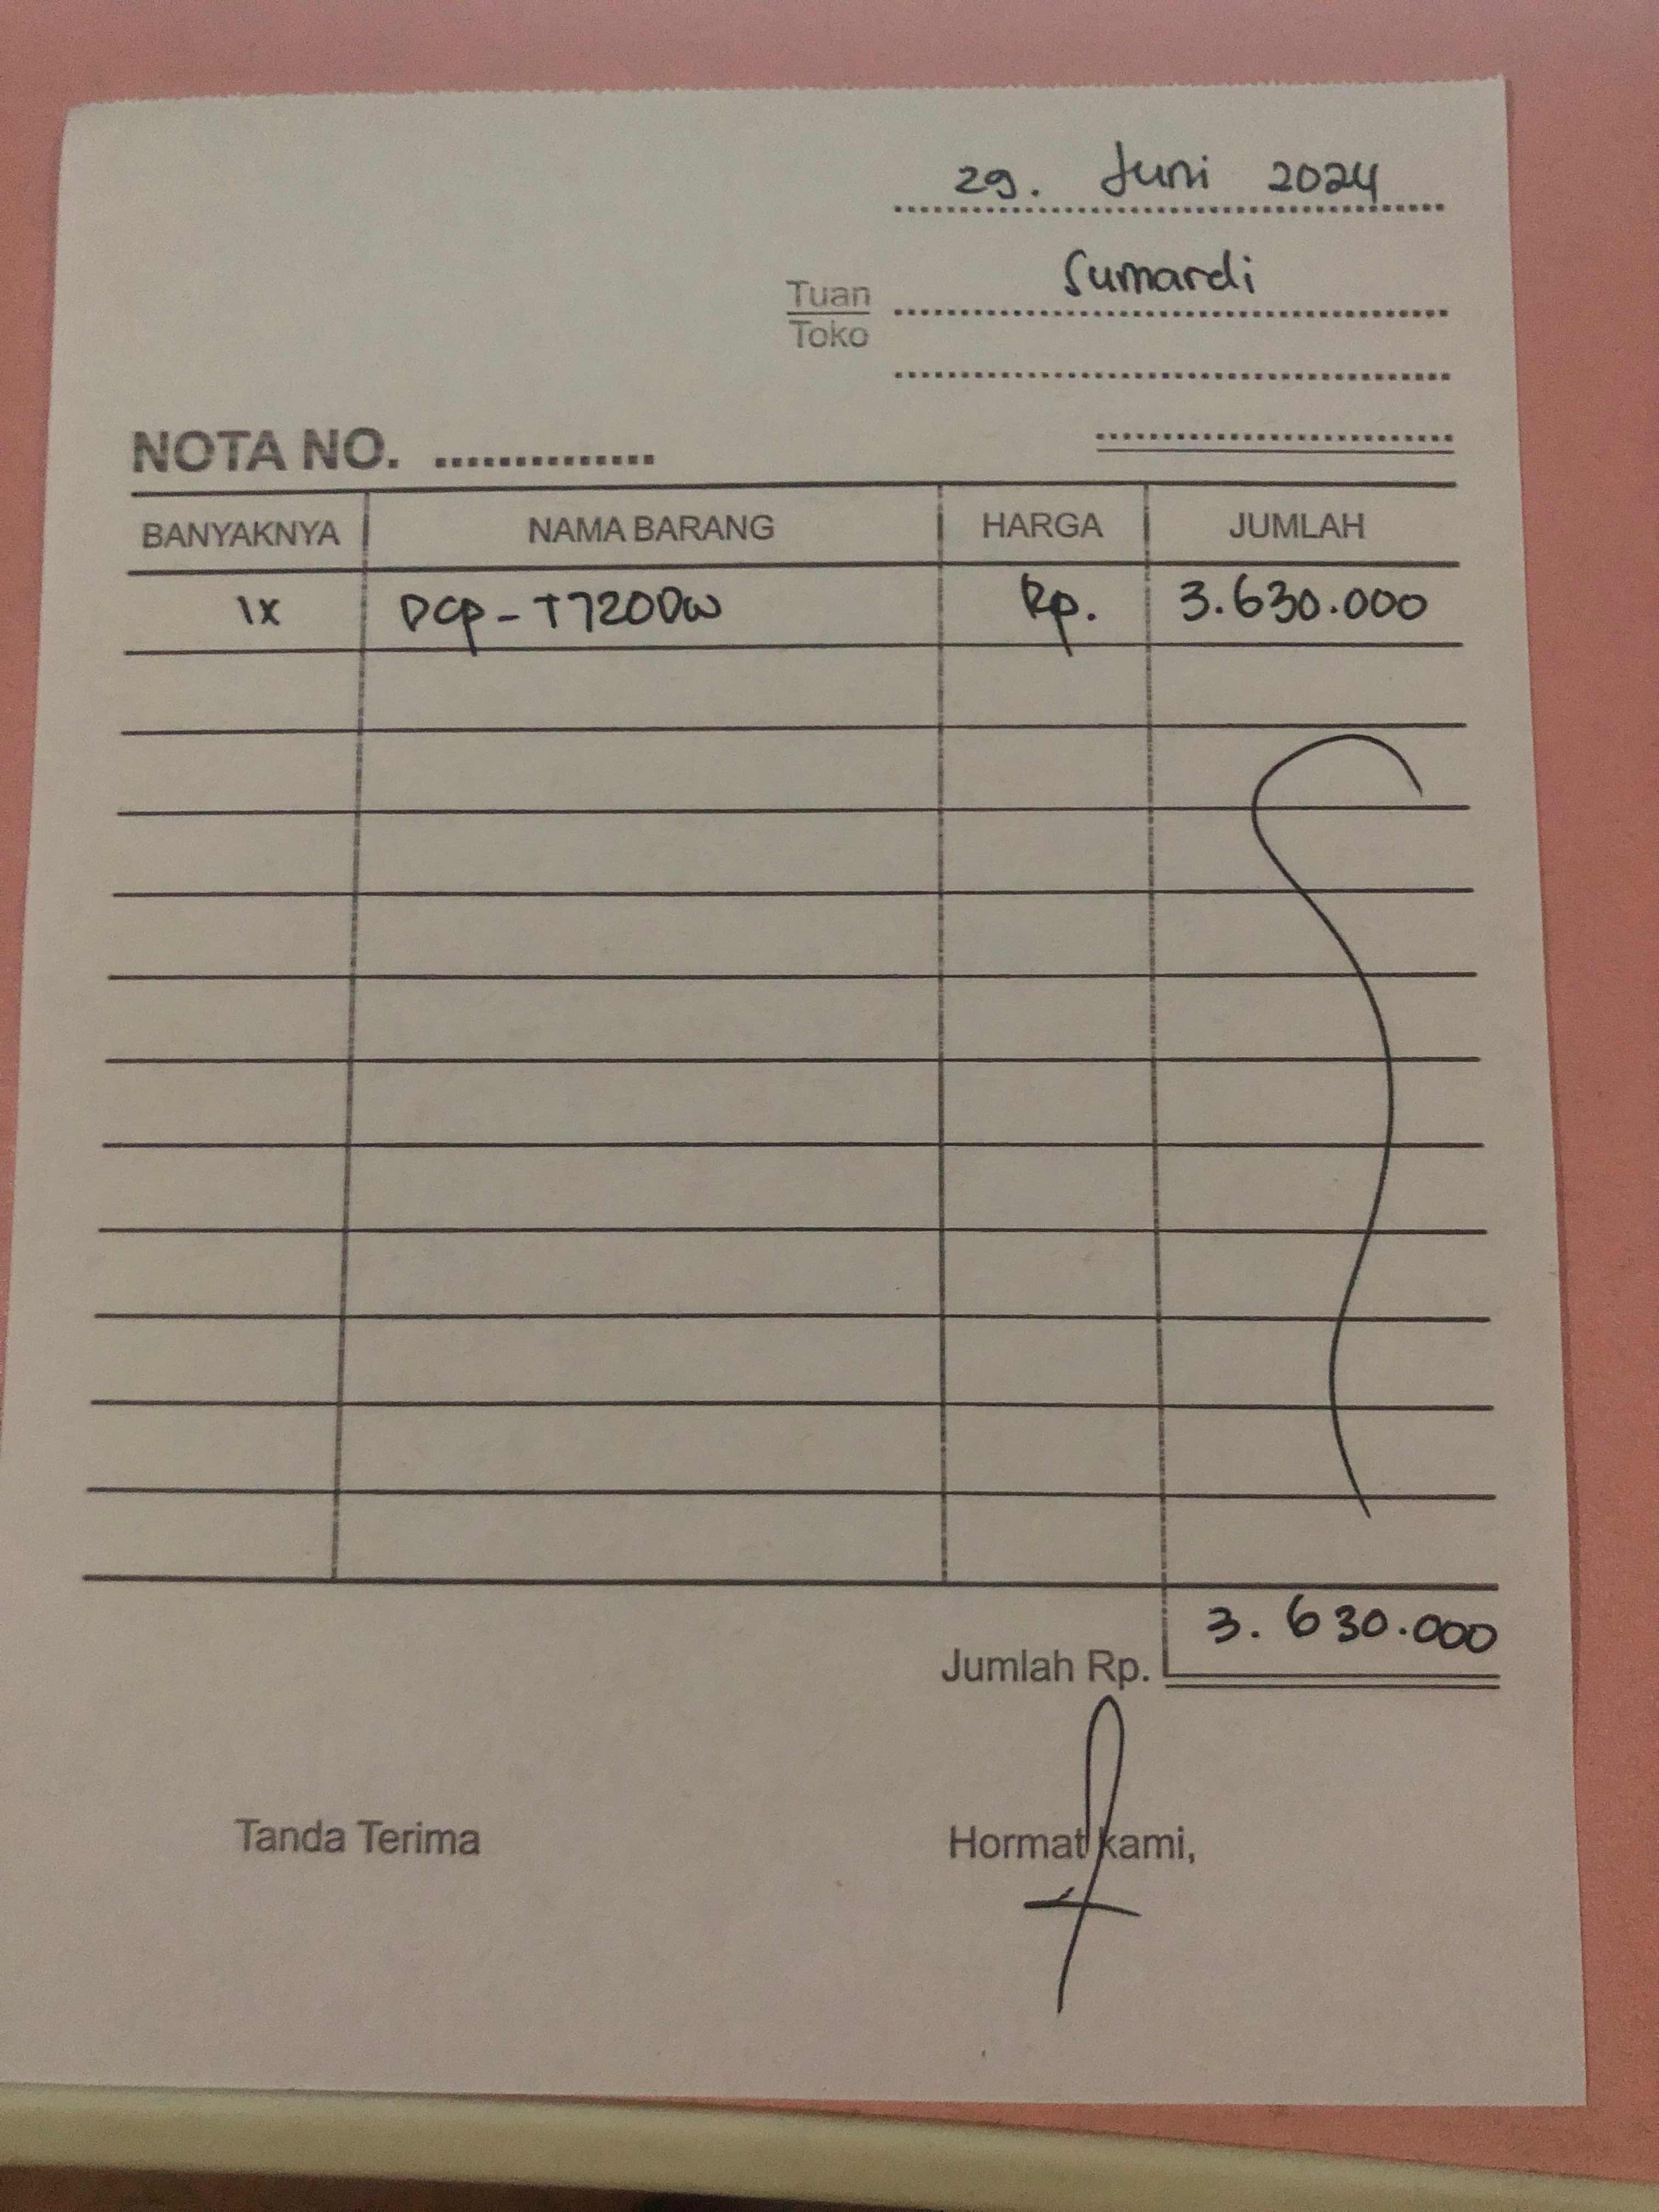 29. Juni 2024
Tuan Sumardi
Toko
NOTA NO. ..............
BANYAKNYA NAMA BARANG HARGA JUMLAH
1x DCP-T720DW Rp. 3.630.000
Jumlah Rp. 3.630.000
Tanda Terima Hormat kami,